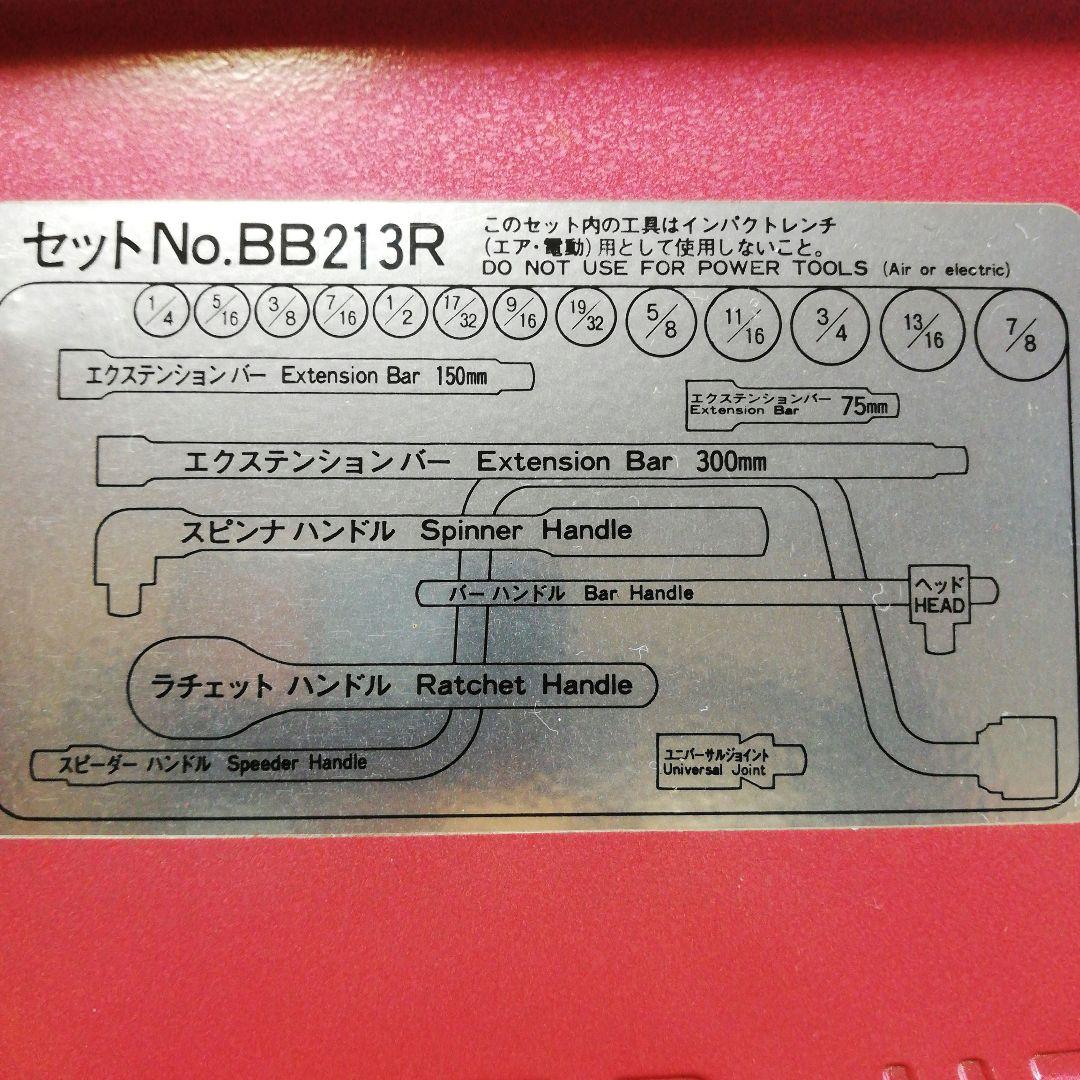 セットNo.BB213R
このセット内の工具はインパクトレンチ
(エア・電動)用として使用しないこと。
DO NOT USE FOR POWER TOOLS (Air or electric)
1/4 5/16 3/8 7/16 1/2 17/32 9/16 19/32 5/8 11/16 3/4 13/16 7/8
エクステンションバー Extension Bar 150mm
エクステンションバー
Extension Bar 75mm
エクステンションバー Extension Bar 300mm
スピンナハンドル Spinner Handle
バーハンドル Bar Handle
ヘッド
HEAD
ラチェットハンドル Ratchet Handle
スピーダーハンドル Speeder Handle
ユニバーサルジョイント
Universal Joint